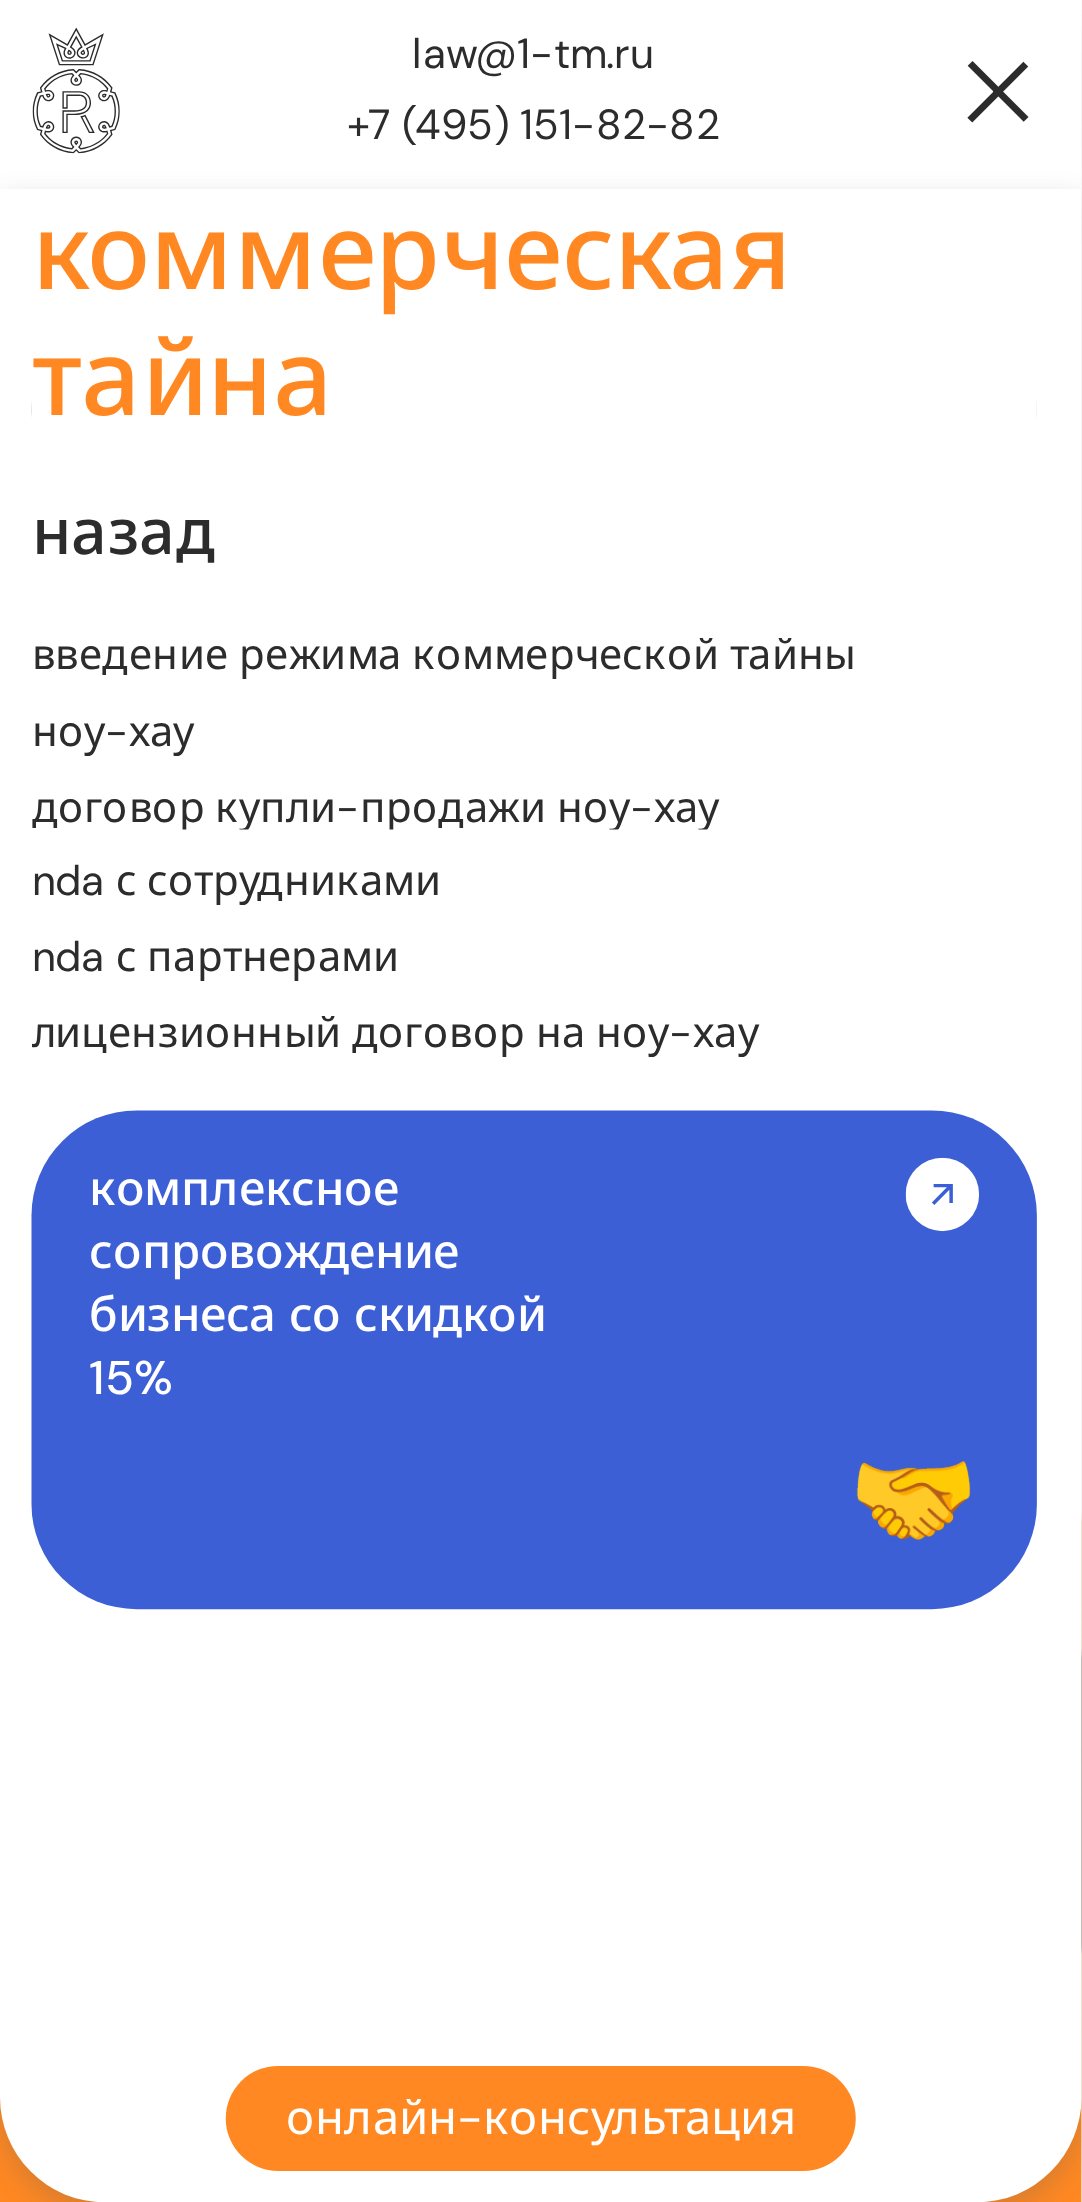 R
law@1-tm.ru
+7 (495) 151-82-82
коммерческая
тайна
назад
введение режима коммерческой тайны
ноу-хау
договор купли-продажи ноу-хау
nda с сотрудниками
nda с партнерами
лицензионный договор на ноу-хау
комплексное
сопровождение
бизнеса со скидкой
15%
онлайн-консультация